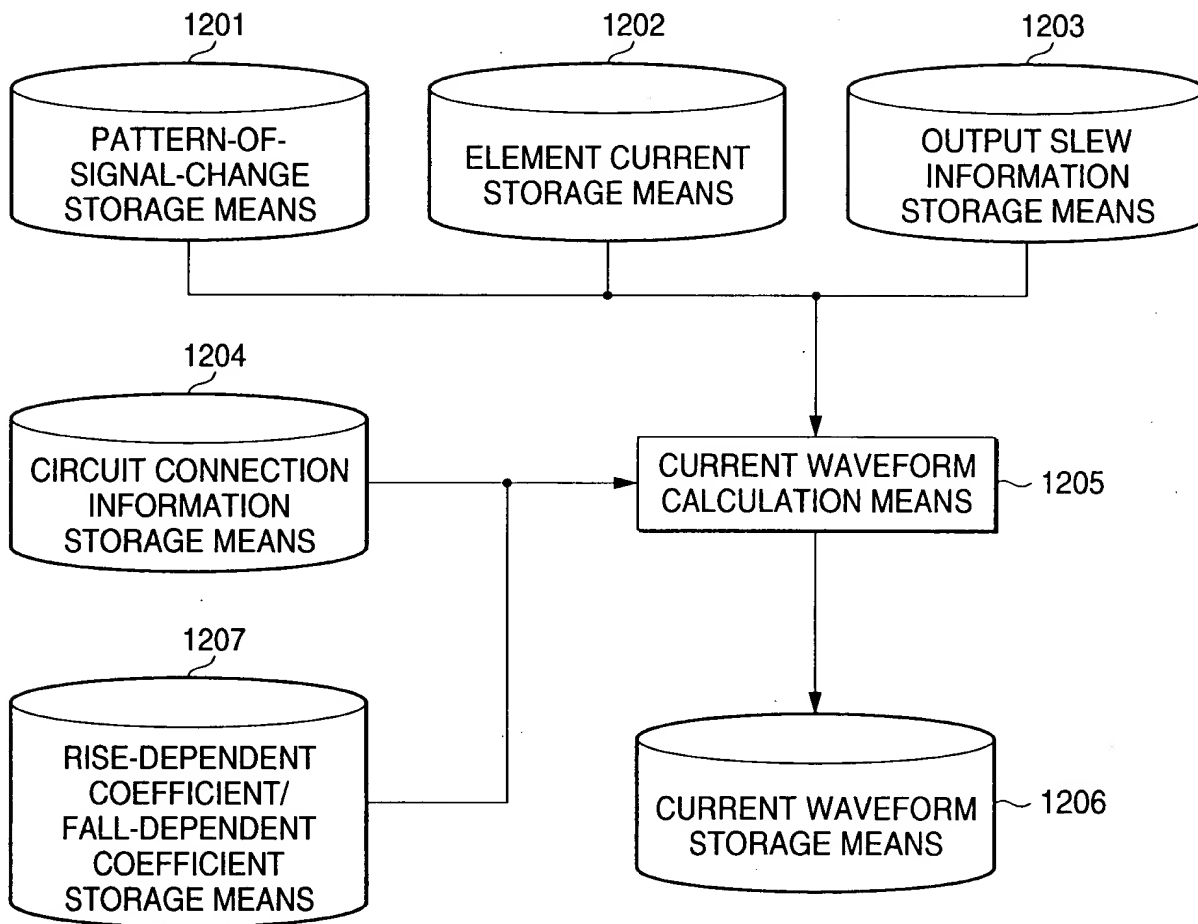 1201
PATTERN-OF-
SIGNAL-CHANGE
STORAGE MEANS
1202
ELEMENT CURRENT
STORAGE MEANS
1203
OUTPUT SLEW
INFORMATION
STORAGE MEANS
1204
CIRCUIT CONNECTION
INFORMATION
STORAGE MEANS
CURRENT WAVEFORM
CALCULATION MEANS
1205
1207
RISE-DEPENDENT
COEFFICIENT/
FALL-DEPENDENT
COEFFICIENT
STORAGE MEANS
CURRENT WAVEFORM
STORAGE MEANS
1206